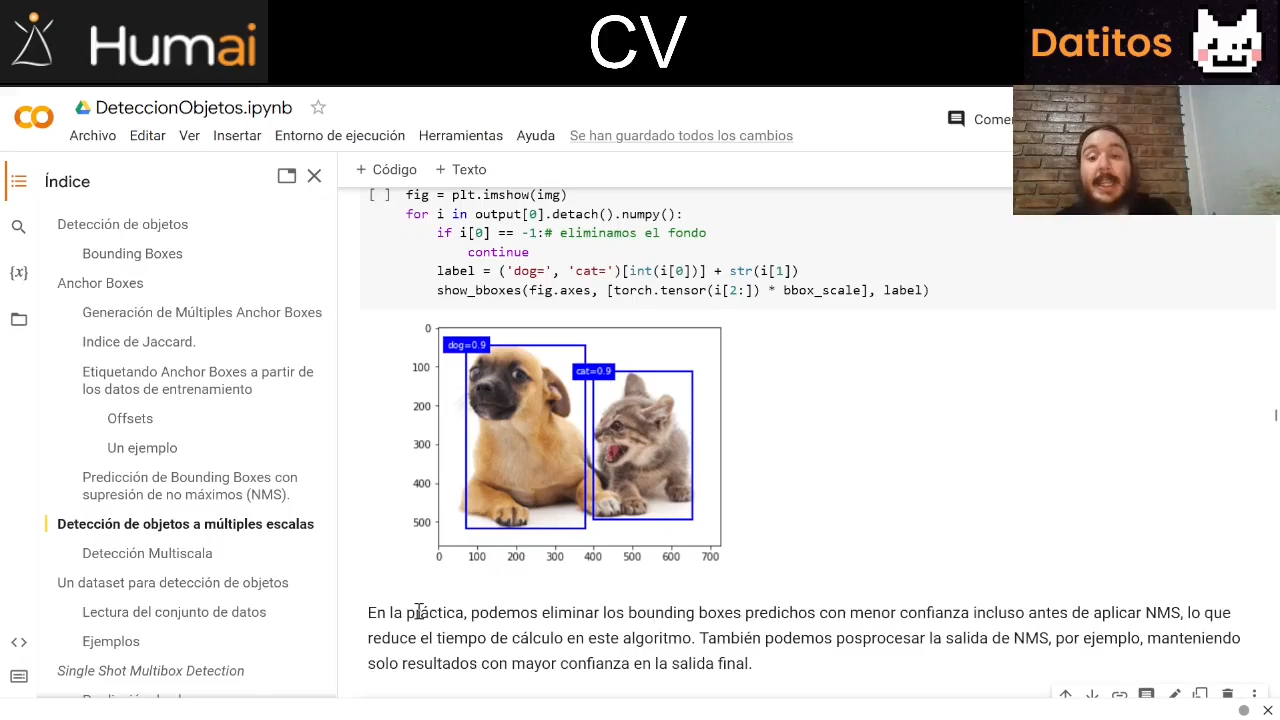 Humai
CV
Datitos
DeteccionObjetos.ipynb
Archivo Editar Ver Insertar Entorno de ejecución Herramientas Ayuda Se han guardado todos los cambios
Comen
Índice
+ Código + Texto
Detección de objetos
Bounding Boxes
Anchor Boxes
Generación de Múltiples Anchor Boxes
Indice de Jaccard.
Etiquetando Anchor Boxes a partir de
los datos de entrenamiento
Offsets
Un ejemplo
Predicción de Bounding Boxes con
supresión de no máximos (NMS).
Detección de objetos a múltiples escalas
Detección Multiscala
Un dataset para detección de objetos
Lectura del conjunto de datos
Ejemplos
Single Shot Multibox Detection
[ ] fig = plt.imshow(img)
for i in output[0].detach().numpy():
if i[0] == -1:# eliminamos el fondo
continue
label = ('dog=', 'cat=')[int(i[0])] + str(i[1])
show_bboxes(fig.axes, [torch.tensor(i[2:]) * bbox_scale], label)
0
100
200
300
400
500
dog=0.9
cat=0.9
0 100 200 300 400 500 600 700
En la práctica, podemos eliminar los bounding boxes predichos con menor confianza incluso antes de aplicar NMS, lo que
reduce el tiempo de cálculo en este algoritmo. También podemos posprocesar la salida de NMS, por ejemplo, manteniendo
solo resultados con mayor confianza en la salida final.